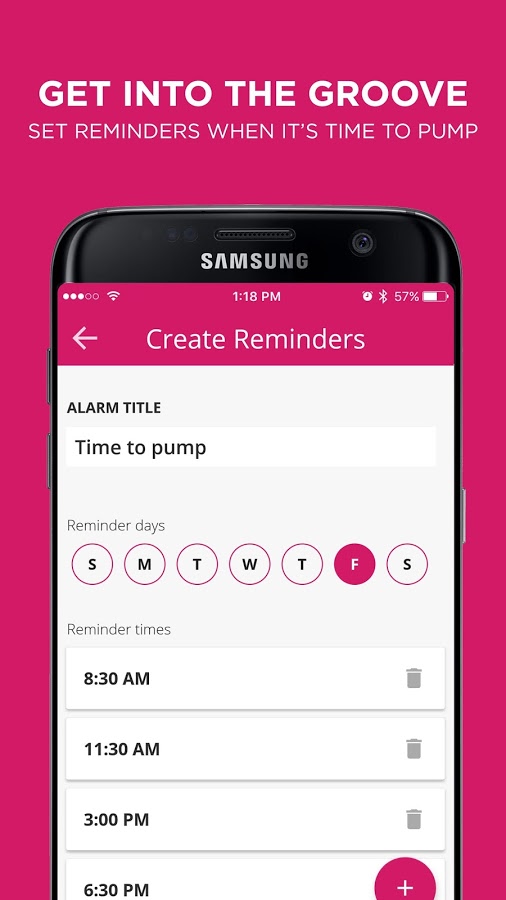 GET INTO THE GROOVE
SET REMINDERS WHEN IT'S TIME TO PUMP
SAMSUNG
1:18 PM 57%
Create Reminders
ALARM TITLE
Time to pump
Reminder days
S M T W T F S
Reminder times
8:30 AM
11:30 AM
3:00 PM
6:30 PM
+